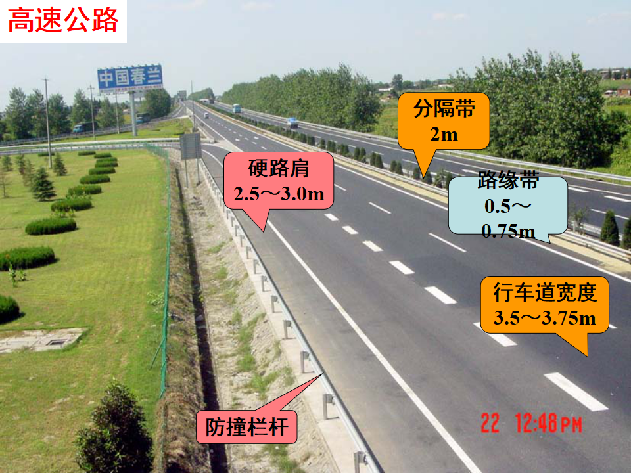 高速公路
中国春兰
分隔带
2m
硬路肩
2.5～3.0m
路缘带
0.5～
0.75m
行车道宽度
3.5～3.75m
防撞栏杆
22 12:48PM